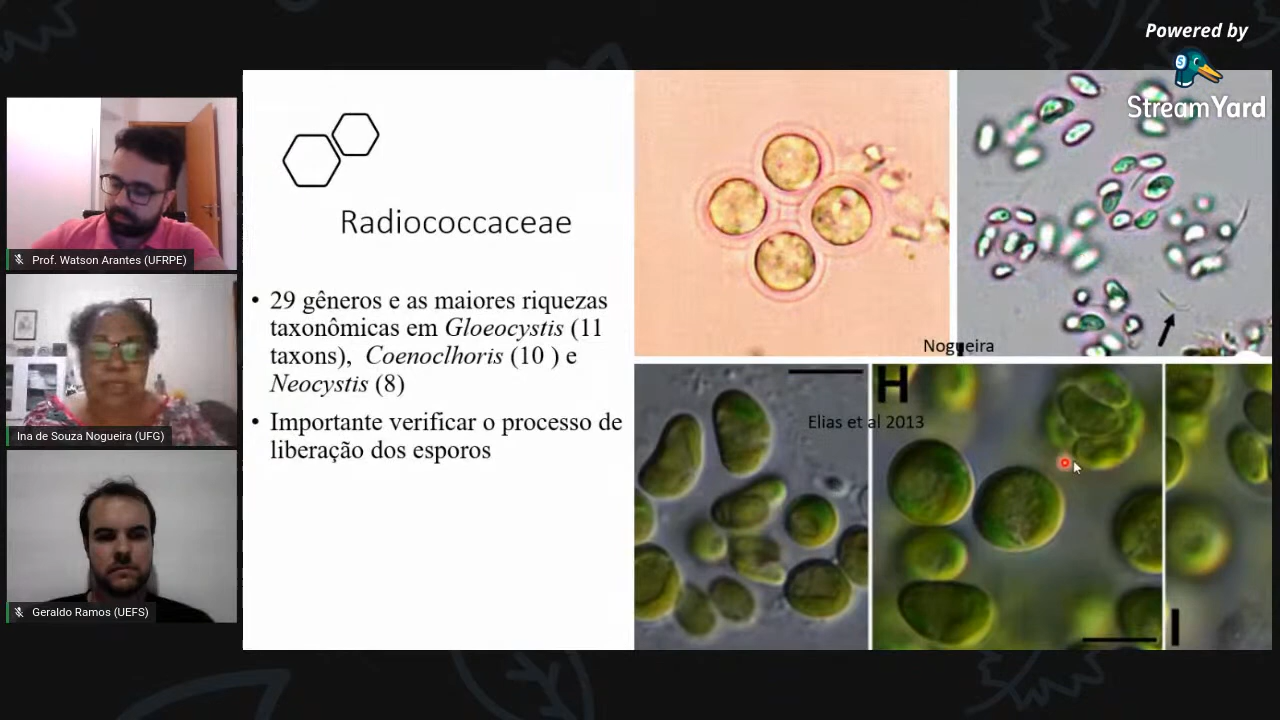 Powered by
StreamYard
Prof. Watson Arantes (UFRPE)
Ina de Souza Nogueira (UFG)
Geraldo Ramos (UEFS)
Radiococcaceae
• 29 gêneros e as maiores riquezas
taxonômicas em Gloeocystis (11
taxons), Coenoclhoris (10 ) e
Neocystis (8)
• Importante verificar o processo de
liberação dos esporos
Nogueira
Elias et al 2013
H
I